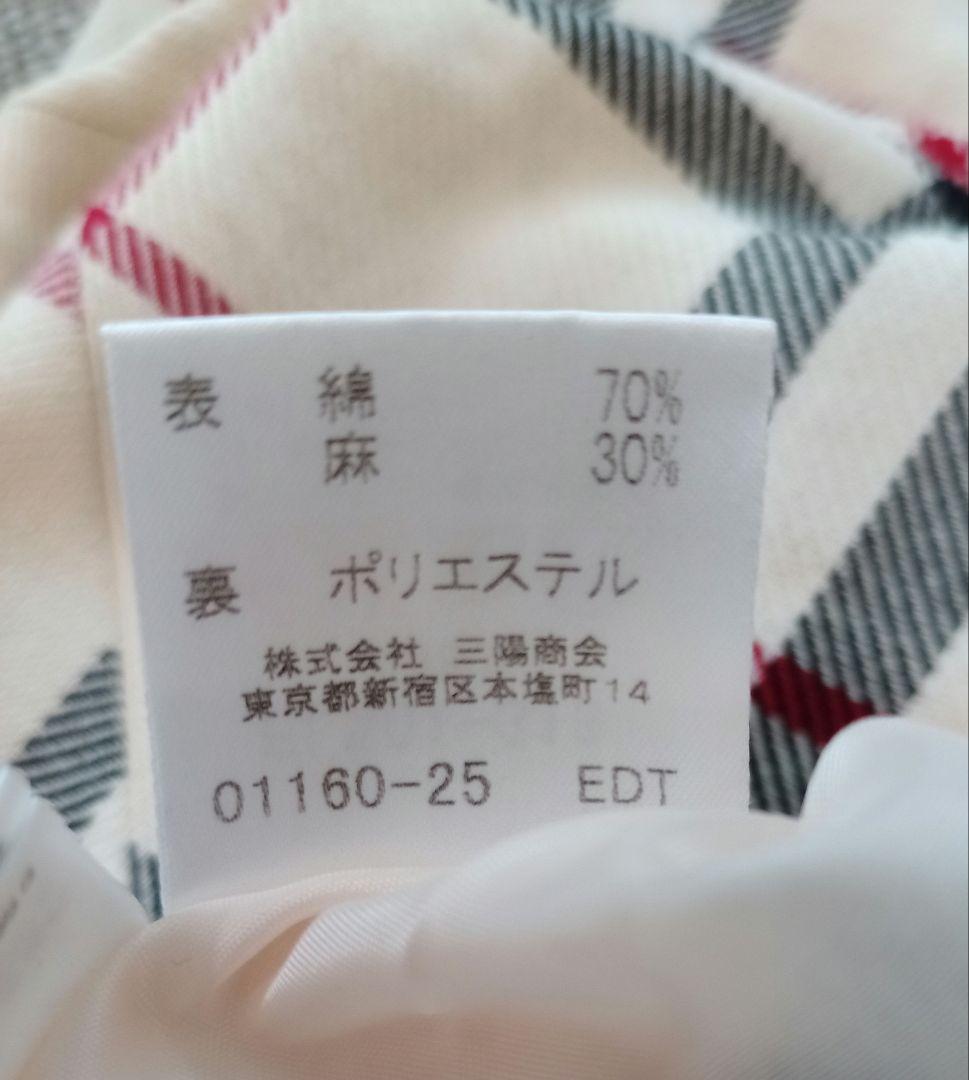 表 綿 70%
麻 30%
裏 ポリエステル
株式会社 三陽商会
東京都新宿区本塩町14
01160-25 EDT